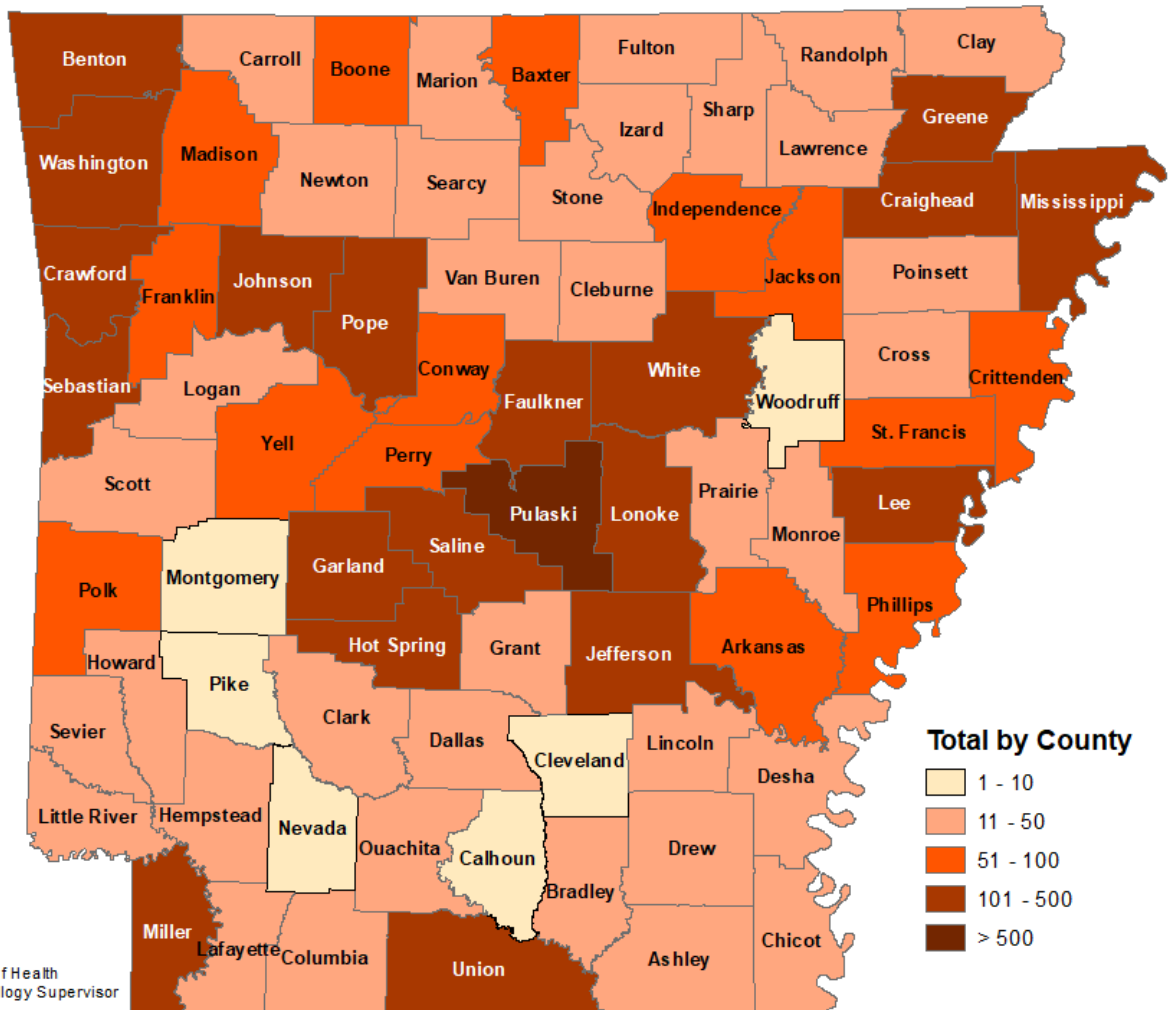 Benton
Carroll
Boone
Marion
Baxter
Fulton
Randolph
Clay
Sharp
Izard
Greene
Lawrence
Washington
Madison
Newton
Searcy
Stone
Independence
Craighead
Mississippi
Crawford
Franklin
Johnson
Pope
Van Buren
Cleburne
Jackson
Poinsett
Sebastian
Logan
Conway
Faulkner
White
Woodruff
Cross
Crittenden
Scott
Yell
Perry
St. Francis
Pulaski
Lonoke
Prairie
Monroe
Lee
Polk
Montgomery
Garland
Saline
Phillips
Howard
Pike
Hot Spring
Grant
Jefferson
Arkansas
Sevier
Clark
Dallas
Cleveland
Lincoln
Desha
Little River
Hempstead
Nevada
Ouachita
Calhoun
Bradley
Drew
Miller
Lafayette
Columbia
Union
Ashley
Chicot
Total by County
1 - 10
11 - 50
51 - 100
101 - 500
> 500
f Health
logy Supervisor